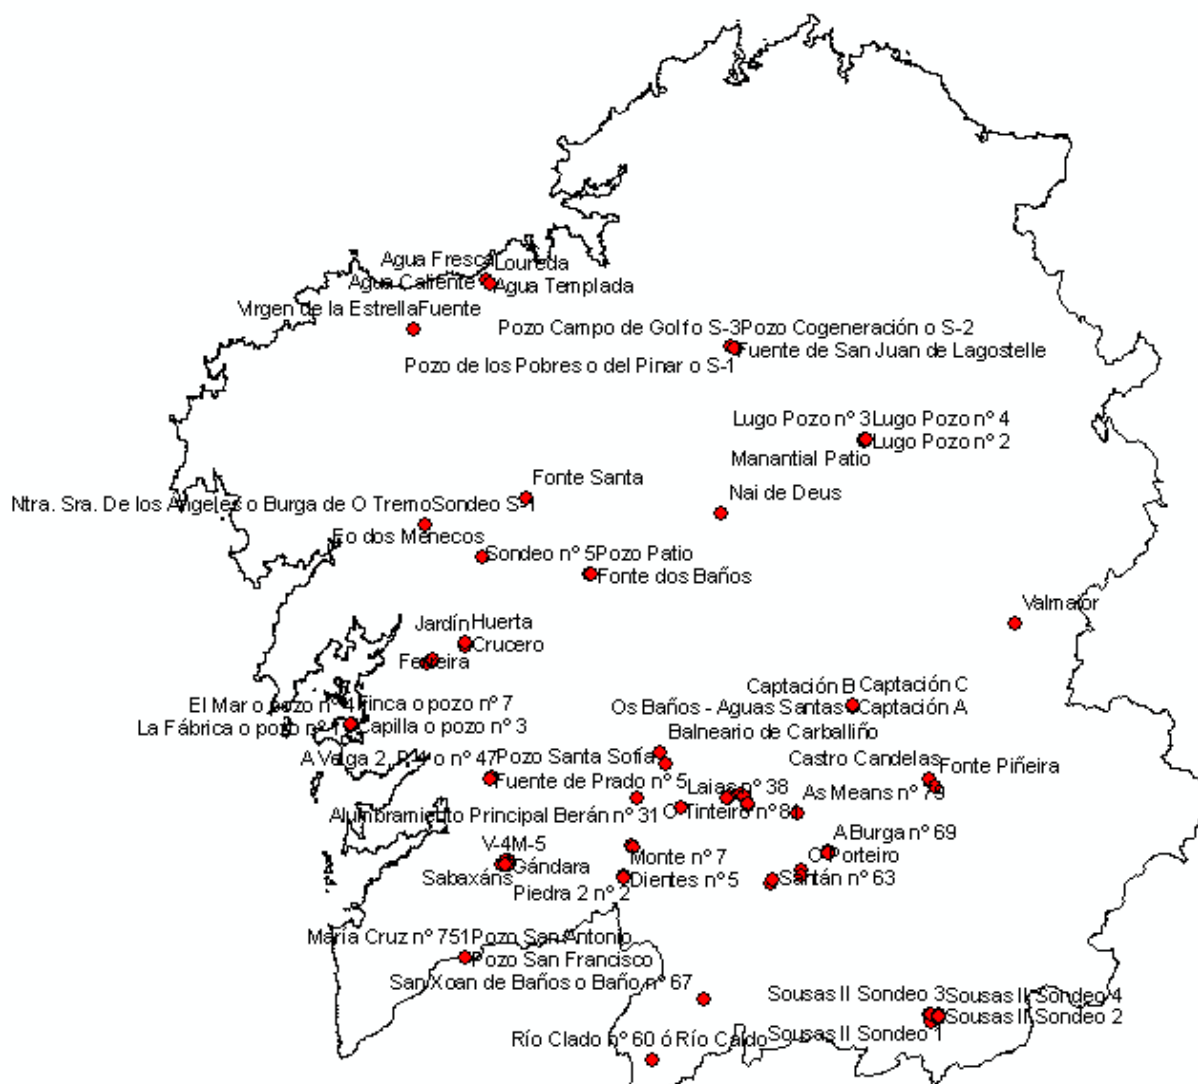 Agua Fresca
Loureda
Agua Caliente
Agua Templada
Virgen de la Estrella
Fuente
Pozo Campo de Golf o S-3
Pozo Cogeneración o S-2
Fuente de San Juan de Lagostelle
Pozo de los Pobres o del Pinar o S-1
Lugo Pozo nº 3
Lugo Pozo nº 4
Lugo Pozo nº 2
Manantial Patio
Fonte Santa
Nai de Deus
Ntra. Sra. De los Angeles o Burga de O Tremo
Sondeo S-1
Eo dos Menecos
Sondeo nº 5
Pozo Patio
Fonte dos Baños
Valmaior
Jardín
Huerta
Crucero
Ferreira
Captación B
Captación C
El Mar o pozo nº 4
Finca o pozo nº 7
Os Baños - Aguas Santas
Captación A
La Fábrica o pozo nº 1
Capilla o pozo nº 3
Balneario de Carballiño
A Veiga 2, P-4 o nº 47
Pozo Santa Sofía
Castro Candelas
Fonte Piñeira
Fuente de Prado nº 5
Laias nº 38
As Means nº 79
Alumbramiento Principal Berán nº 31
O Tinteiro nº 81
A Burga nº 69
V-4
M-5
Monte nº 7
O Porteiro
Gándara
Sabaxáns
Dientes nº 5
Sartán nº 63
Piedra 2 nº 2
María Cruz nº 751
Pozo San Antonio
Pozo San Francisco
San Xoan de Baños o Baño nº 67
Sousas II Sondeo 3
Sousas II Sondeo 4
Sousas II Sondeo 2
Sousas II Sondeo 1
Río Clado nº 60 ó Río Caldo